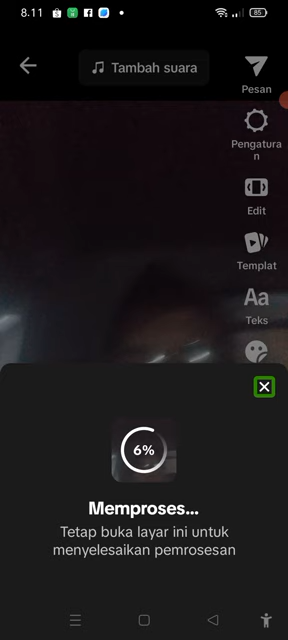 8.11
85
Tambah suara
Pesan
Pengatura
n
Edit
Templat
Aa
Teks
6%
Memproses...
Tetap buka layar ini untuk
menyelesaikan pemrosesan